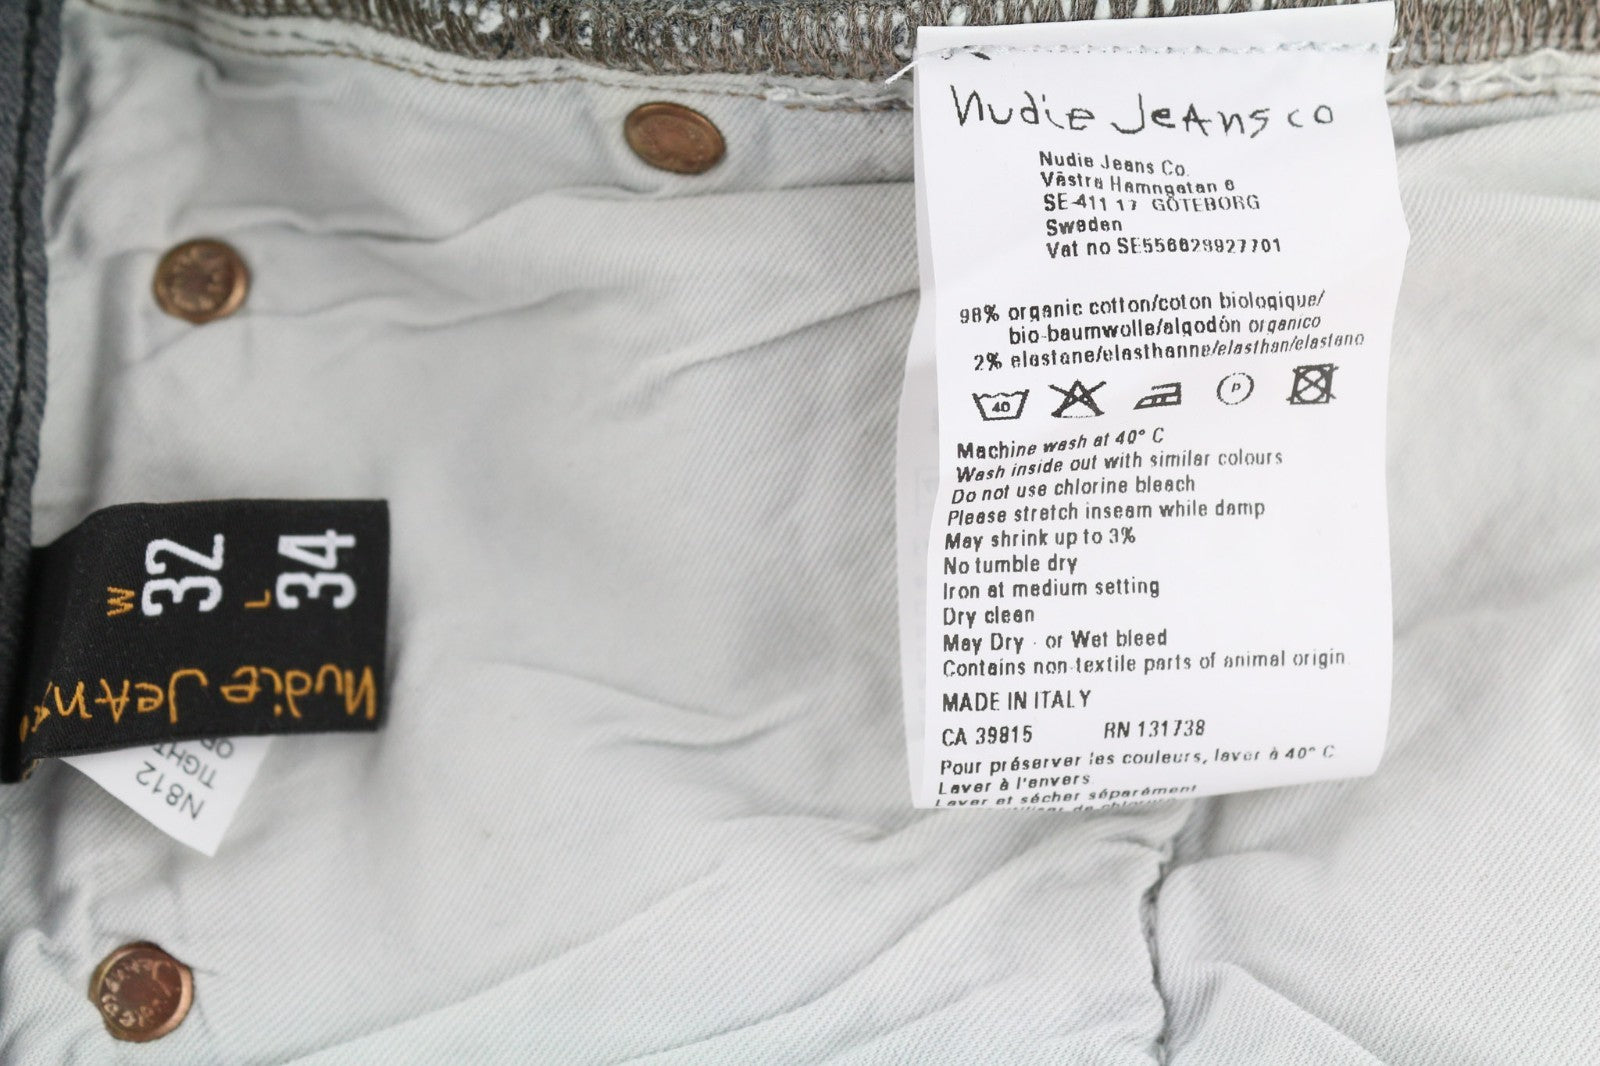 nudie Jeans co
Nudie Jeans Co.
Västra Hamngatan 6
SE-411 17 GÖTEBORG
Sweden
Vat no SE556628927701
98% organic cotton/coton biologique/
bio-baumwolle/algodón organico
2% elastane/elasthanne/elasthan/elastano
40
P
Machine wash at 40° C
Wash inside out with similar colours
Do not use chlorine bleach
Please stretch inseam while damp
May shrink up to 3%
No tumble dry
Iron at medium setting
Dry clean
May Dry - or Wet bleed
Contains non-textile parts of animal origin
MADE IN ITALY
CA 39815 RN 131738
Pour préserver les couleurs, laver à 40° C
Laver à l'envers
Laver et sécher séparément
W 32
L 34
nudie Jeans
N812
TIGHT